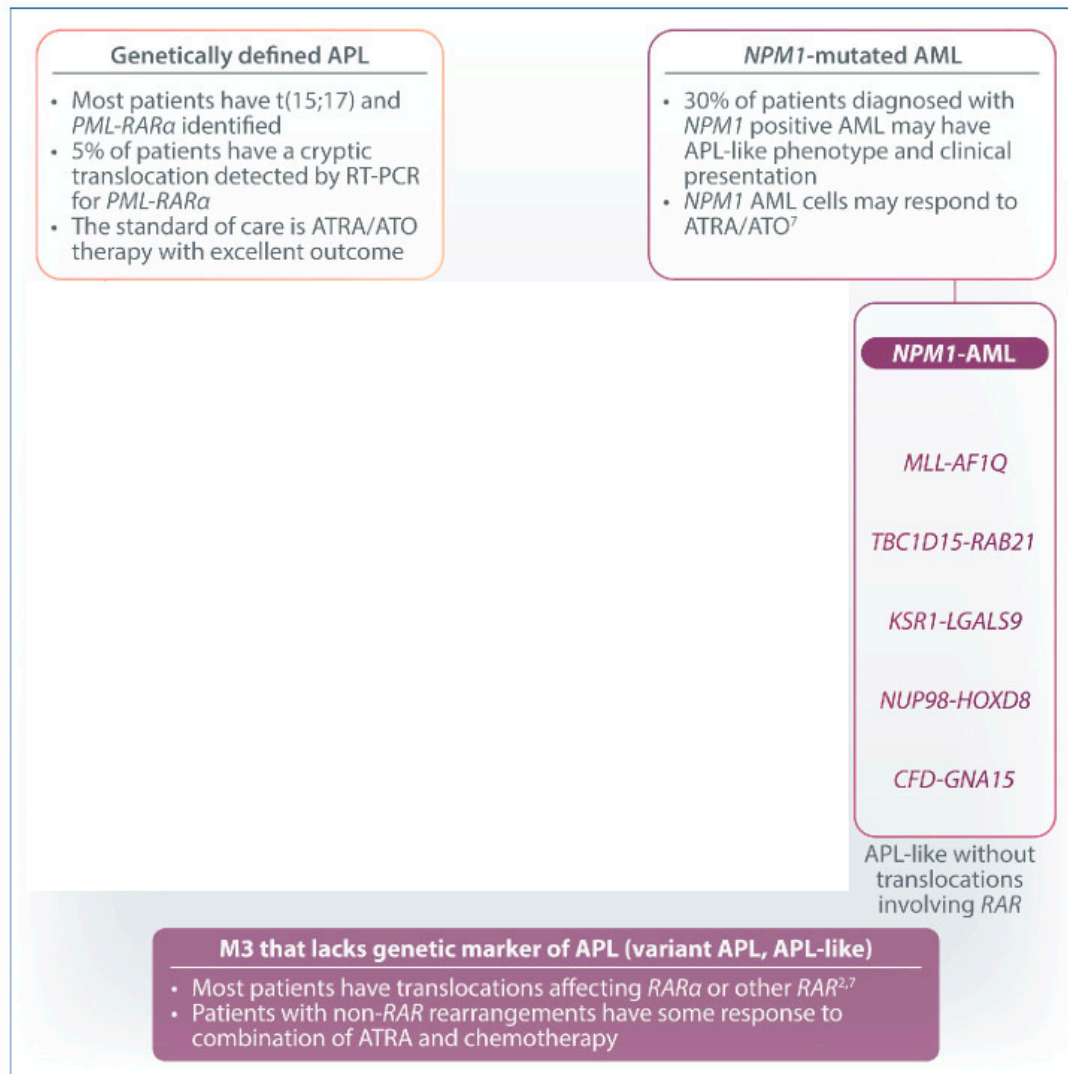 Genetically defined APL
• Most patients have t(15;17) and
PML-RARα identified
• 5% of patients have a cryptic
translocation detected by RT-PCR
for PML-RARα
• The standard of care is ATRA/ATO
therapy with excellent outcome
NPM1-mutated AML
• 30% of patients diagnosed with
NPM1 positive AML may have
APL-like phenotype and clinical
presentation
• NPM1 AML cells may respond to
ATRA/ATO⁷
NPM1-AML
MLL-AF1Q
TBC1D15-RAB21
KSR1-LGALS9
NUP98-HOXD8
CFD-GNA15
APL-like without
translocations
involving RAR
M3 that lacks genetic marker of APL (variant APL, APL-like)
• Most patients have translocations affecting RARα or other RAR²,⁷
• Patients with non-RAR rearrangements have some response to
combination of ATRA and chemotherapy